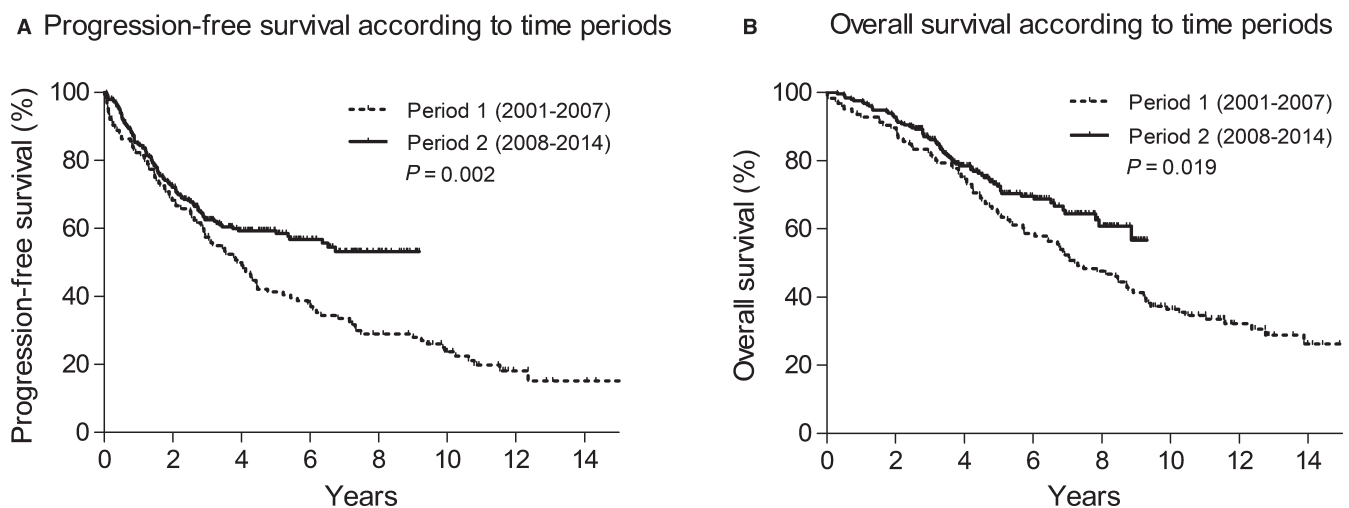 A Progression-free survival according to time periods
Progression-free survival (%)
100
80
60
40
20
0
0 2 4 6 8 10 12 14
Years
Period 1 (2001-2007)
Period 2 (2008-2014)
P = 0.002
B Overall survival according to time periods
Overall survival (%)
100
80
60
40
20
0
0 2 4 6 8 10 12 14
Years
Period 1 (2001-2007)
Period 2 (2008-2014)
P = 0.019